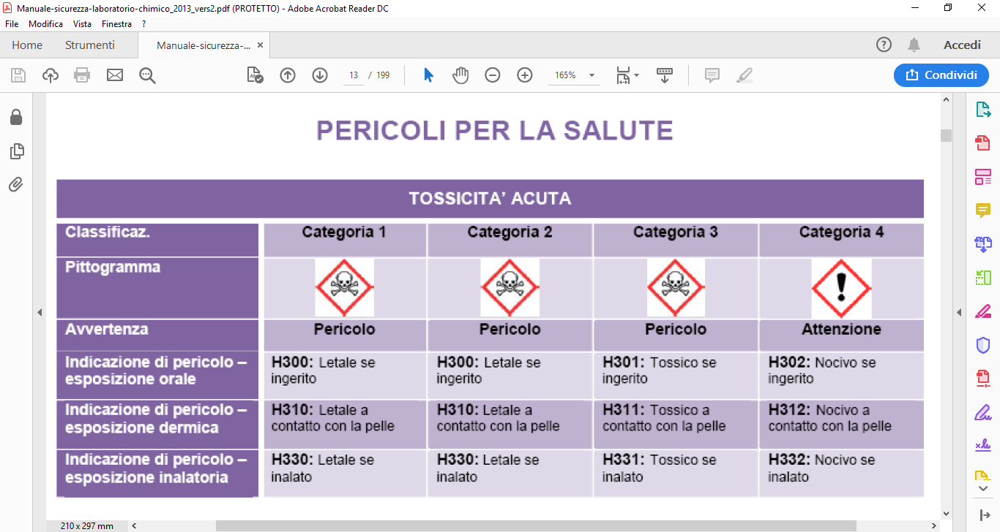 Manuale-sicurezza-laboratorio-chimico_2013_vers2.pdf (PROTETTO) - Adobe Acrobat Reader DC
File Modifica Vista Finestra ?
Home Strumenti Manuale-sicurezza-... × ? Accedi
13 / 199 165% Condividi
PERICOLI PER LA SALUTE
TOSSICITA' ACUTA
Classificaz. Categoria 1 Categoria 2 Categoria 3 Categoria 4
Pittogramma
Avvertenza Pericolo Pericolo Pericolo Attenzione
Indicazione di pericolo – H300: Letale se H300: Letale se H301: Tossico se H302: Nocivo se
esposizione orale ingerito ingerito ingerito ingerito
Indicazione di pericolo – H310: Letale a H310: Letale a H311: Tossico a H312: Nocivo a
esposizione dermica contatto con la pelle contatto con la pelle contatto con la pelle contatto con la pelle
Indicazione di pericolo – H330: Letale se H330: Letale se H331: Tossico se H332: Nocivo se
esposizione inalatoria inalato inalato inalato inalato
210 x 297 mm